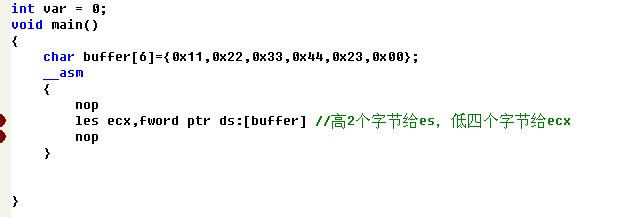 int var = 0;
void main()
{
char buffer[6]={0x11,0x22,0x33,0x44,0x23,0x00};
__asm
{
nop
les ecx,fword ptr ds:[buffer] //高2个字节给es，低四个字节给ecx
nop
}
}